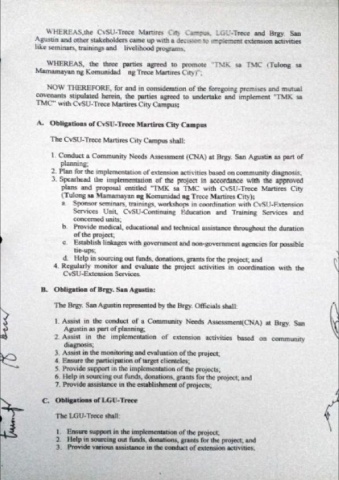 WHEREAS,the CvSU-Trece Martires City Campus, LGU-Trece and Brgy. San
Agustin and other stakeholders came up with a decision to implement extension activities
like seminars, trainings and livelihood programs;
WHEREAS, the three parties agreed to promote "TMK sa TMC (Tulong sa
Mamamayan ng Komunidad ng Trece Martires City)";
NOW THEREFORE, for and in consideration of the foregoing premises and mutual
covenants stipulated herein, the parties agreed to undertake and implement "TMK sa
TMC" with CvSU-Trece Martires City Campus;
A. Obligations of CvSU-Trece Martires City Campus
The CvSU-Trece Martires City Campus shall:
1. Conduct a Community Needs Assessment (CNA) at Brgy. San Agustin as part of
planning;
2. Plan for the implementation of extension activities based on community diagnosis;
3. Spearhead the implementation of the project in accordance with the approved
plans and proposal entitled "TMK sa TMC with CvSU-Trece Martires City
(Tulong sa Mamamayan ng Komunidad ng Trece Martires City);
a. Sponsor seminars, trainings, workshops in coordination with CvSU-Extension
Services Unit, CvSU-Continuing Education and Training Services and
concerned units;
b. Provide medical, educational and technical assistance throughout the duration
of the project;
c. Establish linkages with government and non-government agencies for possible
tie-ups;
d. Help in sourcing out funds, donations, grants for the project; and
4. Regularly monitor and evaluate the project activities in coordination with the
CvSU-Extension Services.
B. Obligation of Brgy. San Agustin:
The Brgy. San Agustin represented by the Brgy. Officials shall:
1. Assist in the conduct of a Community Needs Assessment(CNA) at Brgy. San
Agustin as part of planning;
2. Assist in the implementation of extension activities based on community
diagnosis;
3. Assist in the monitoring and evaluation of the project;
4. Ensure the participation of target clienteles;
5. Provide support in the implementation of the projects;
6. Help in sourcing out funds, donations, grants for the project; and
7. Provide assistance in the establishment of projects;
C. Obligations of LGU-Trece
The LGU-Trece shall:
1. Ensure support in the implementation of the project;
2. Help in sourcing out funds, donations, grants for the project; and
3. Provide various assistance in the conduct of extension activities.